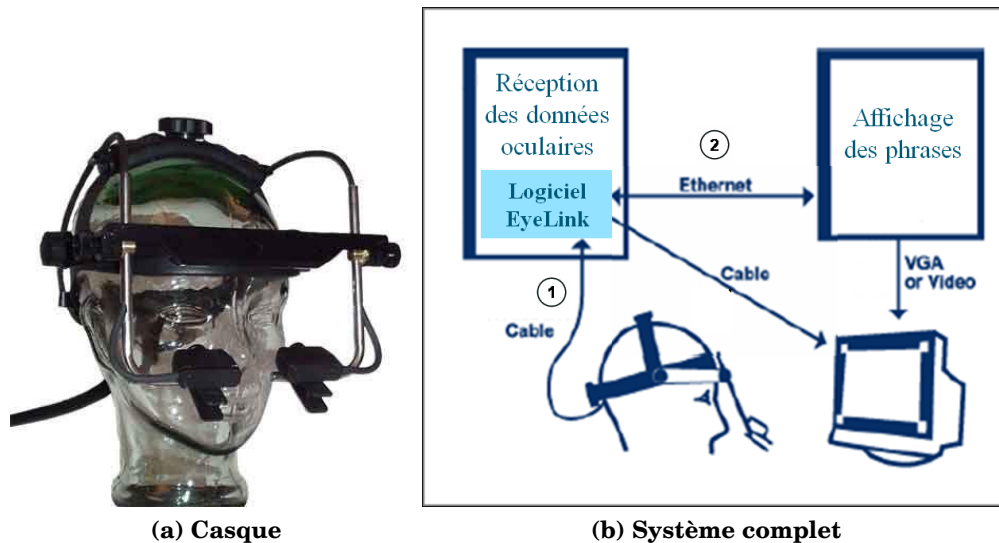 Réception
des données
oculaires
Logiciel
EyeLink
②
Ethernet
Affichage
des phrases
①
Cable
Cable
VGA
or Video
(a) Casque
(b) Système complet